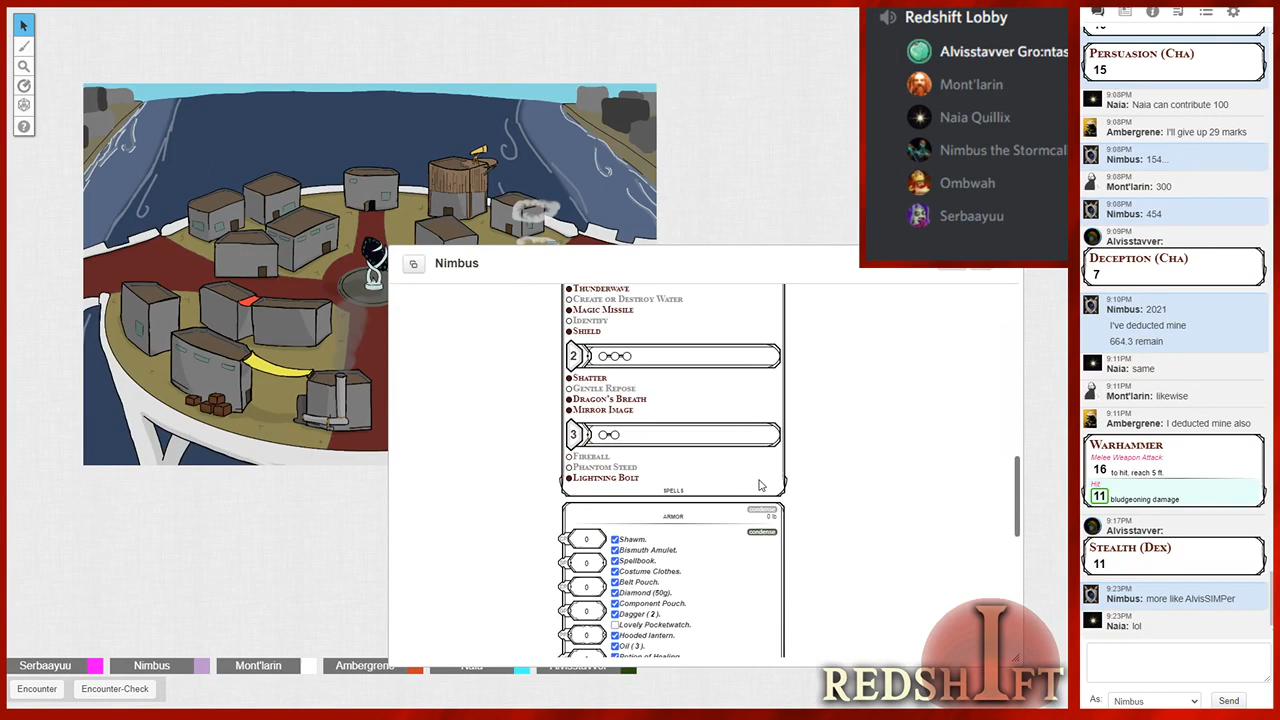 Redshift Lobby
Alvisstavver Gro:ntas
Mont'larin
Naia Quillix
Nimbus the Stormcal
Ombwah
Serbaayuu
Nimbus
Thunderwave
Create or Destroy Water
Magic Missile
Identify
Shield
2
Shatter
Gentle Repose
Dragon's Breath
Mirror Image
3
Fireball
Phantom Steed
Lightning Bolt
SPELLS
condense
ARMOR
0 lb
condense
0
Shawm.
Bismuth Amulet.
0
Spellbook.
Costume Clothes.
0
Belt Pouch.
Diamond (50g).
Component Pouch.
0
Dagger ( 2 ).
Lovely Pocketwatch.
0
Hooded lantern.
Oil ( 3 ).
Potion of Healing.
Serbaayuu
Nimbus
Mont'larin
Ambergrene
Naia
Alvisstavver
Encounter
Encounter-Check
REDSHIFT
Persuasion (Cha)
15
9:08PM
Naia: Naia can contribute 100
9:08PM
Ambergrene: I'll give up 29 marks
9:08PM
Nimbus: 154...
9:08PM
Mont'larin: 300
9:08PM
Nimbus: 454
9:09PM
Alvisstavver:
Deception (Cha)
7
9:10PM
Nimbus: 2021
I've deducted mine
664.3 remain
9:11PM
Naia: same
9:11PM
Mont'larin: likewise
9:11PM
Ambergrene: I deducted mine also
Warhammer
Melee Weapon Attack:
16 to hit, reach 5 ft.
Hit:
11 bludgeoning damage
9:17PM
Alvisstavver:
Stealth (Dex)
11
9:23PM
Nimbus: more like AlvisSIMPer
9:23PM
Naia: lol
As:
Nimbus
Send